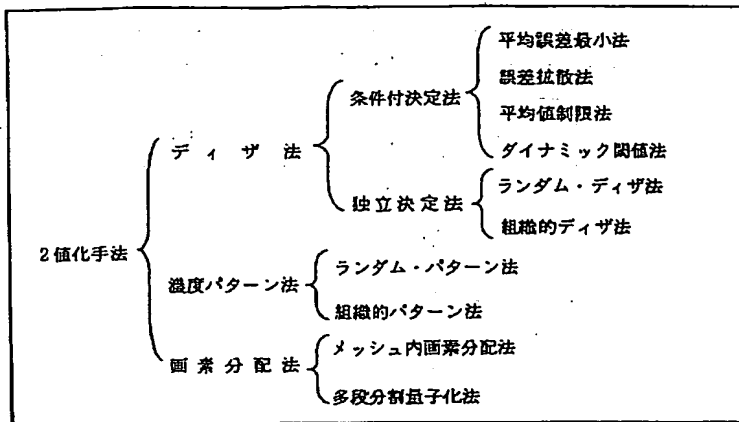 平均誤差最小法
誤差拡散法
条件付決定法
平均値制限法
ディザ法
ダイナミック閾値法
ランダム・ディザ法
独立決定法
組織的ディザ法
2値化手法
ランダム・パターン法
濃度パターン法
組織的パターン法
メッシュ内画素分配法
画素分配法
多段分割量子化法